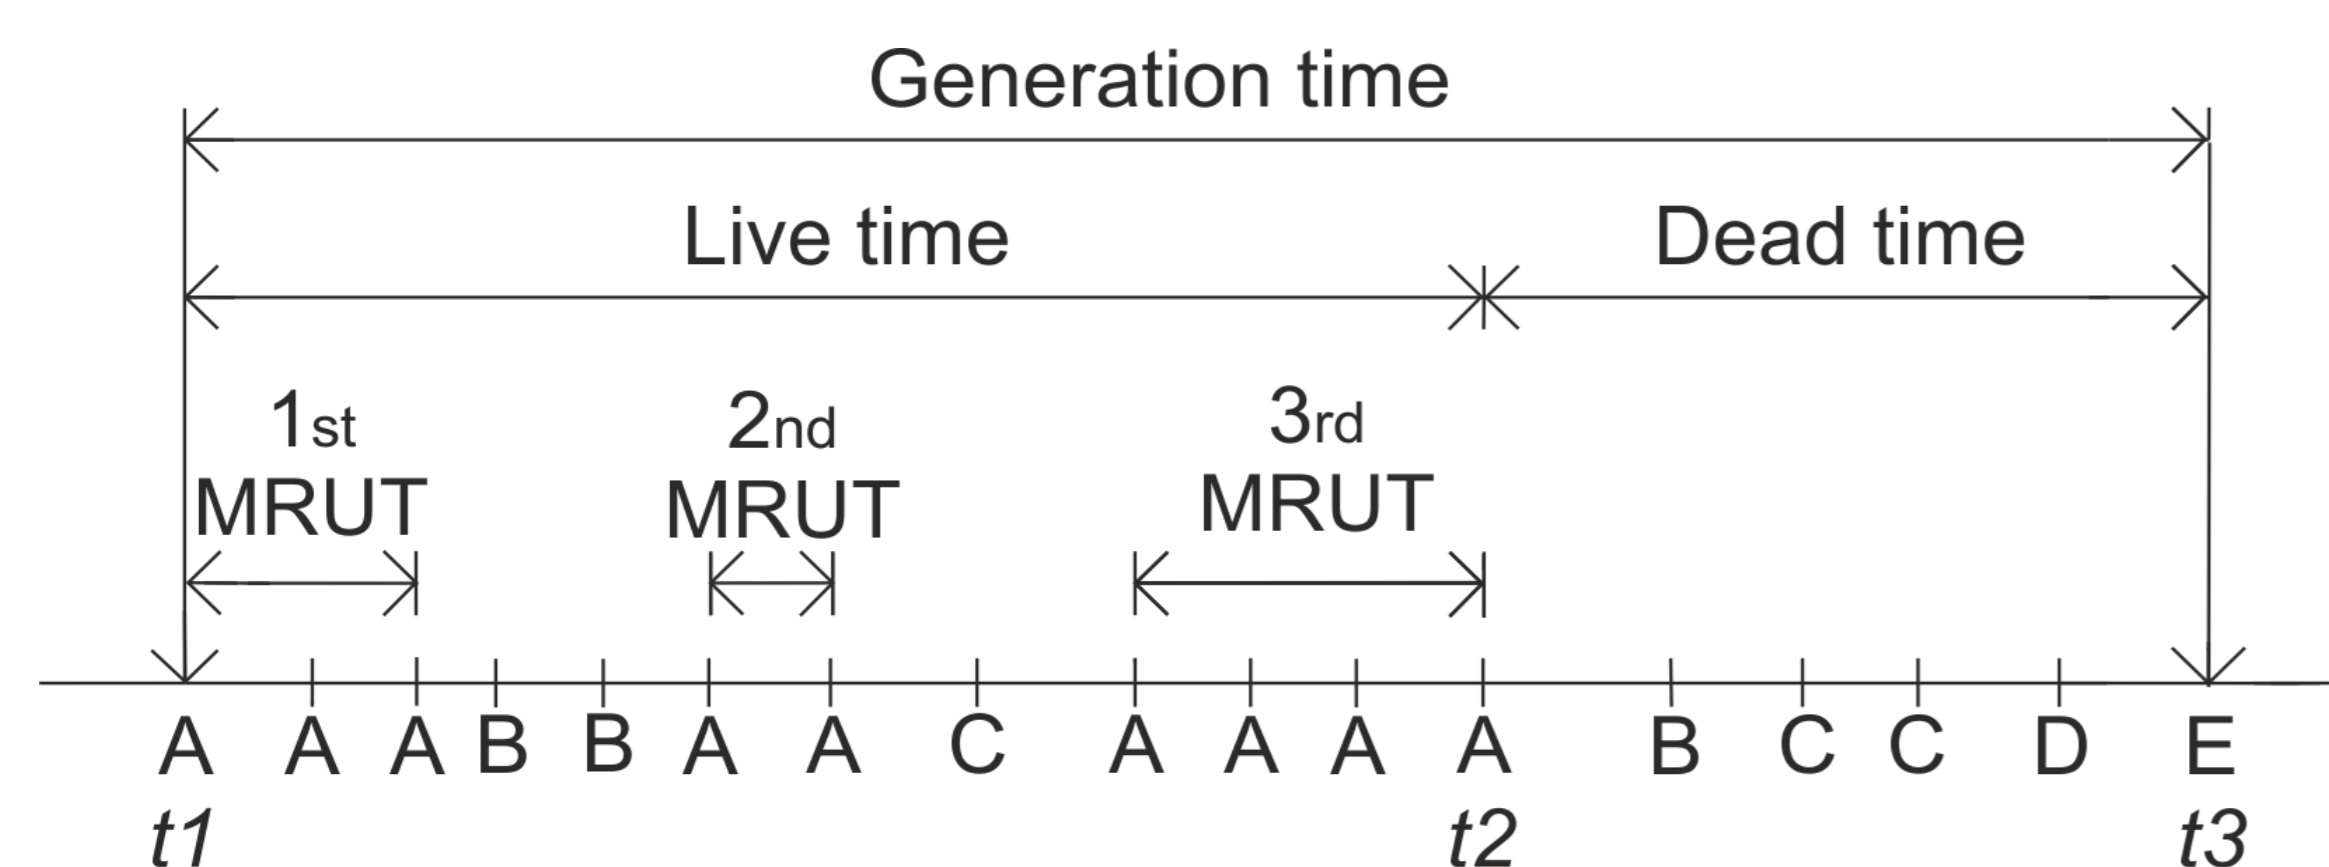 Generation time
Live time Dead time
1st 2nd 3rd
MRUT MRUT MRUT
A A A B B A A C A A A A B C C D E
t1 t2 t3